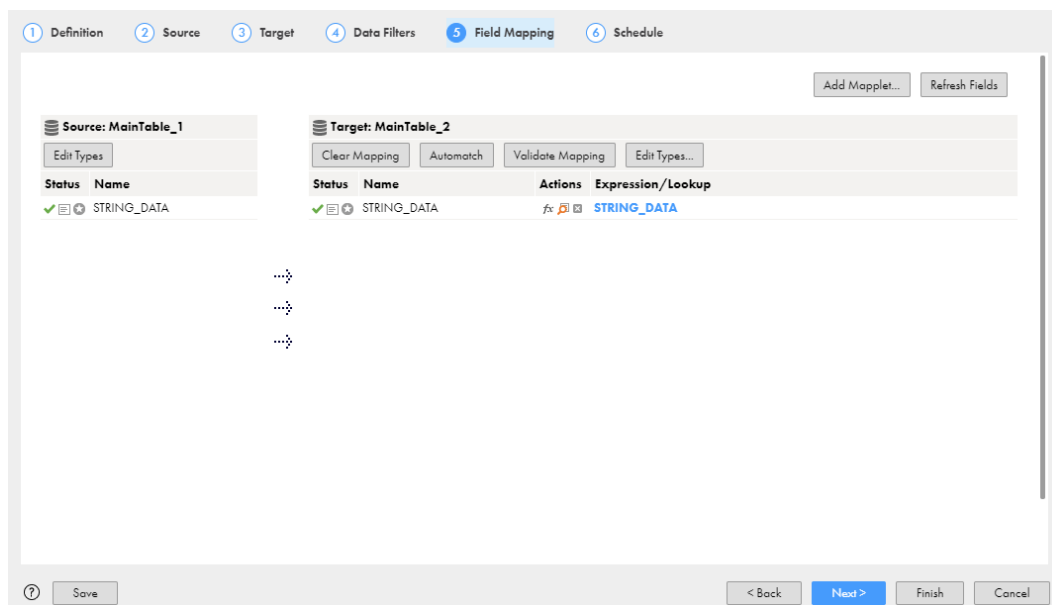 1 Definition 2 Source 3 Target 4 Data Filters 5 Field Mapping 6 Schedule
Add Mapplet... Refresh Fields
Source: MainTable_1 Target: MainTable_2
Edit Types Clear Mapping Automatch Validate Mapping Edit Types...
Status Name Status Name Actions Expression/Lookup
STRING_DATA STRING_DATA fx STRING_DATA
? Save < Back Next > Finish Cancel